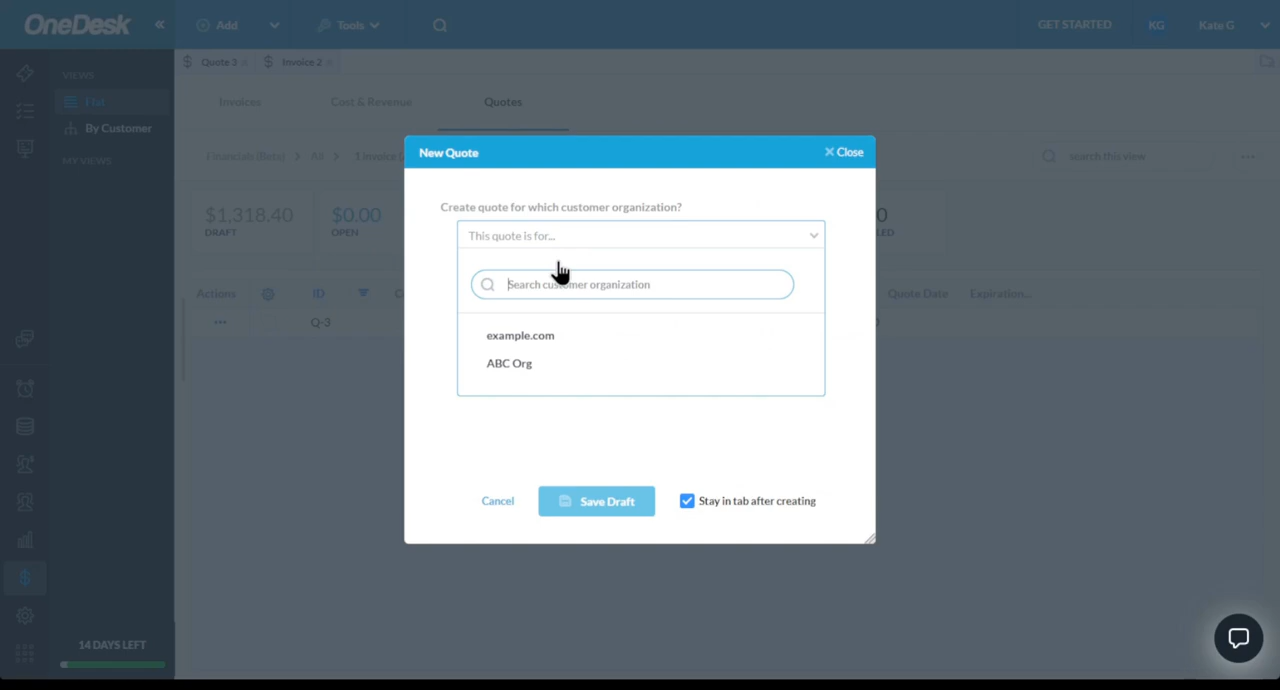 OneDesk « Add Tools GET STARTED KG Kate G
VIEWS
Flat
By Customer
MY VIEWS
14 DAYS LEFT
$ Quote 3 × $ Invoice 2 ×
Invoices Cost & Revenue Quotes
Financials (Beta) > All > 1 Invoice search this view ...
$1,318.40
DRAFT
$0.00
OPEN
0
LED
Actions ID C Quote Date Expiration...
... Q-3
New Quote × Close
Create quote for which customer organization?
This quote is for...
Search customer organization
example.com
ABC Org
Cancel Save Draft Stay in tab after creating